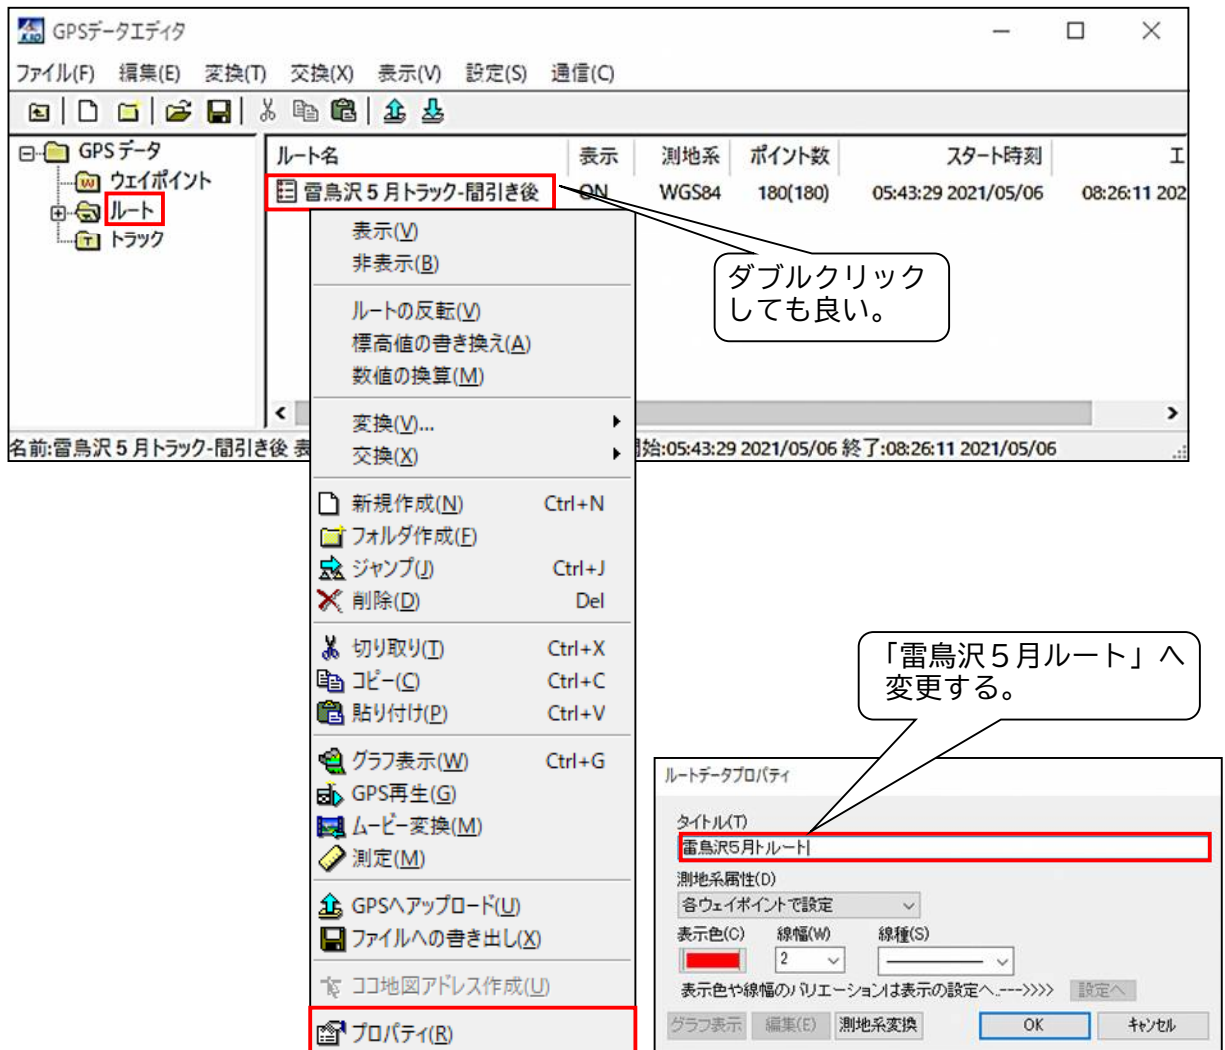 GPSデータエディタ
ファイル(F) 編集(E) 変換(T) 交換(X) 表示(V) 設定(S) 通信(C)
GPS データ
ウェイポイント
ルート
トラック
ルート名 表示 測地系 ポイント数 スタート時刻 エ
雷鳥沢５月トラック-間引き後 ON WGS84 180(180) 05:43:29 2021/05/06 08:26:11 202
ダブルクリック
しても良い。
名前:雷鳥沢５月トラック-間引き後 表 始:05:43:29 2021/05/06 終了:08:26:11 2021/05/06
表示(V)
非表示(B)
ルートの反転(V)
標高値の書き換え(A)
数値の換算(M)
変換(V)...
交換(X)
新規作成(N) Ctrl+N
フォルダ作成(F)
ジャンプ(J) Ctrl+J
削除(D) Del
切り取り(T) Ctrl+X
コピー(C) Ctrl+C
貼り付け(P) Ctrl+V
グラフ表示(W) Ctrl+G
GPS再生(G)
ムービー変換(M)
測定(M)
GPSへアップロード(U)
ファイルへの書き出し(X)
ココ地図アドレス作成(U)
プロパティ(R)
「雷鳥沢５月ルート」へ
変更する。
ルートデータプロパティ
タイトル(T)
雷鳥沢5月トルート
測地系属性(D)
各ウェイポイントで設定
表示色(C) 線幅(W) 線種(S)
2
表示色や線幅のバリエーションは表示の設定へ..--->>>> 設定へ
グラフ表示 編集(E) 測地系変換 OK キャンセル